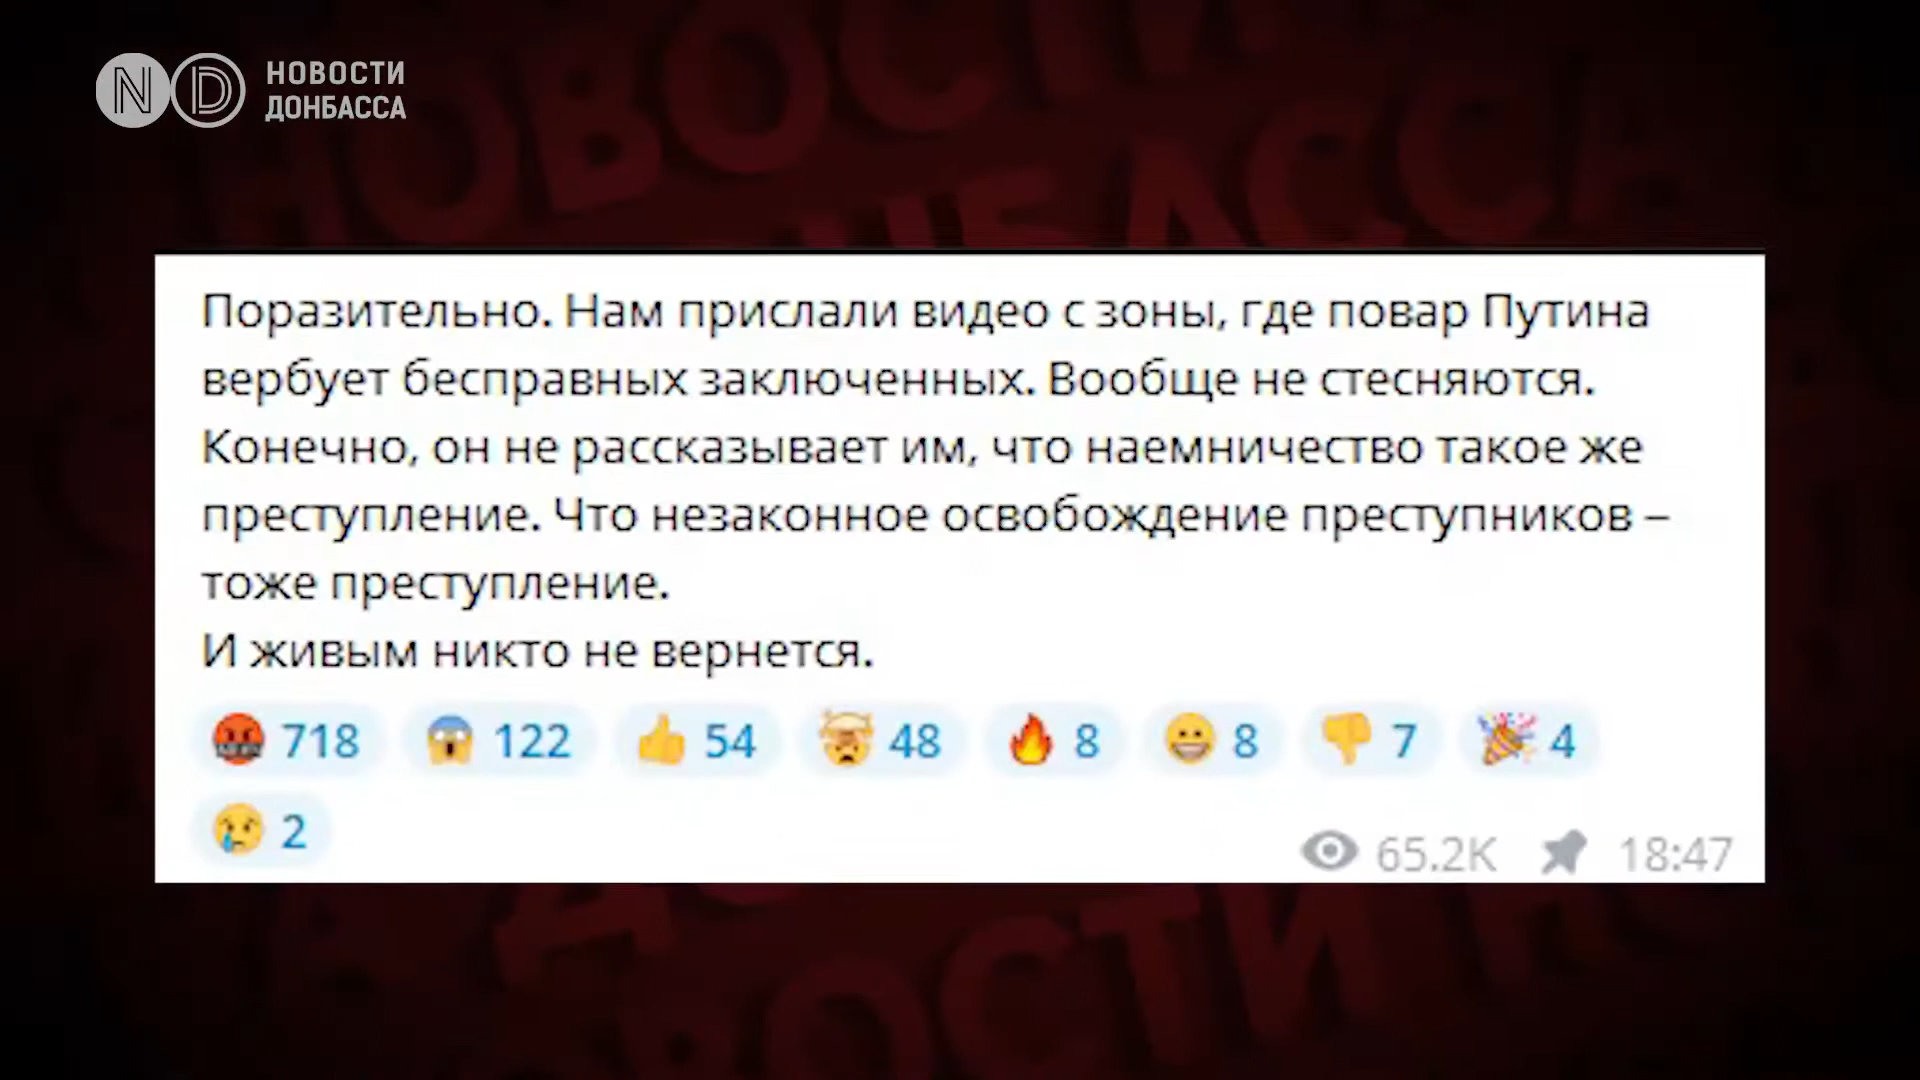 НОВОСТИ
ДОНБАССА
Поразительно. Нам прислали видео с зоны, где повар Путина
вербует бесправных заключенных. Вообще не стесняются.
Конечно, он не рассказывает им, что наемничество такое же
преступление. Что незаконное освобождение преступников –
тоже преступление.
И живым никто не вернется.
718 122 54 48 8 8 7 4
2
65.2K 18:47